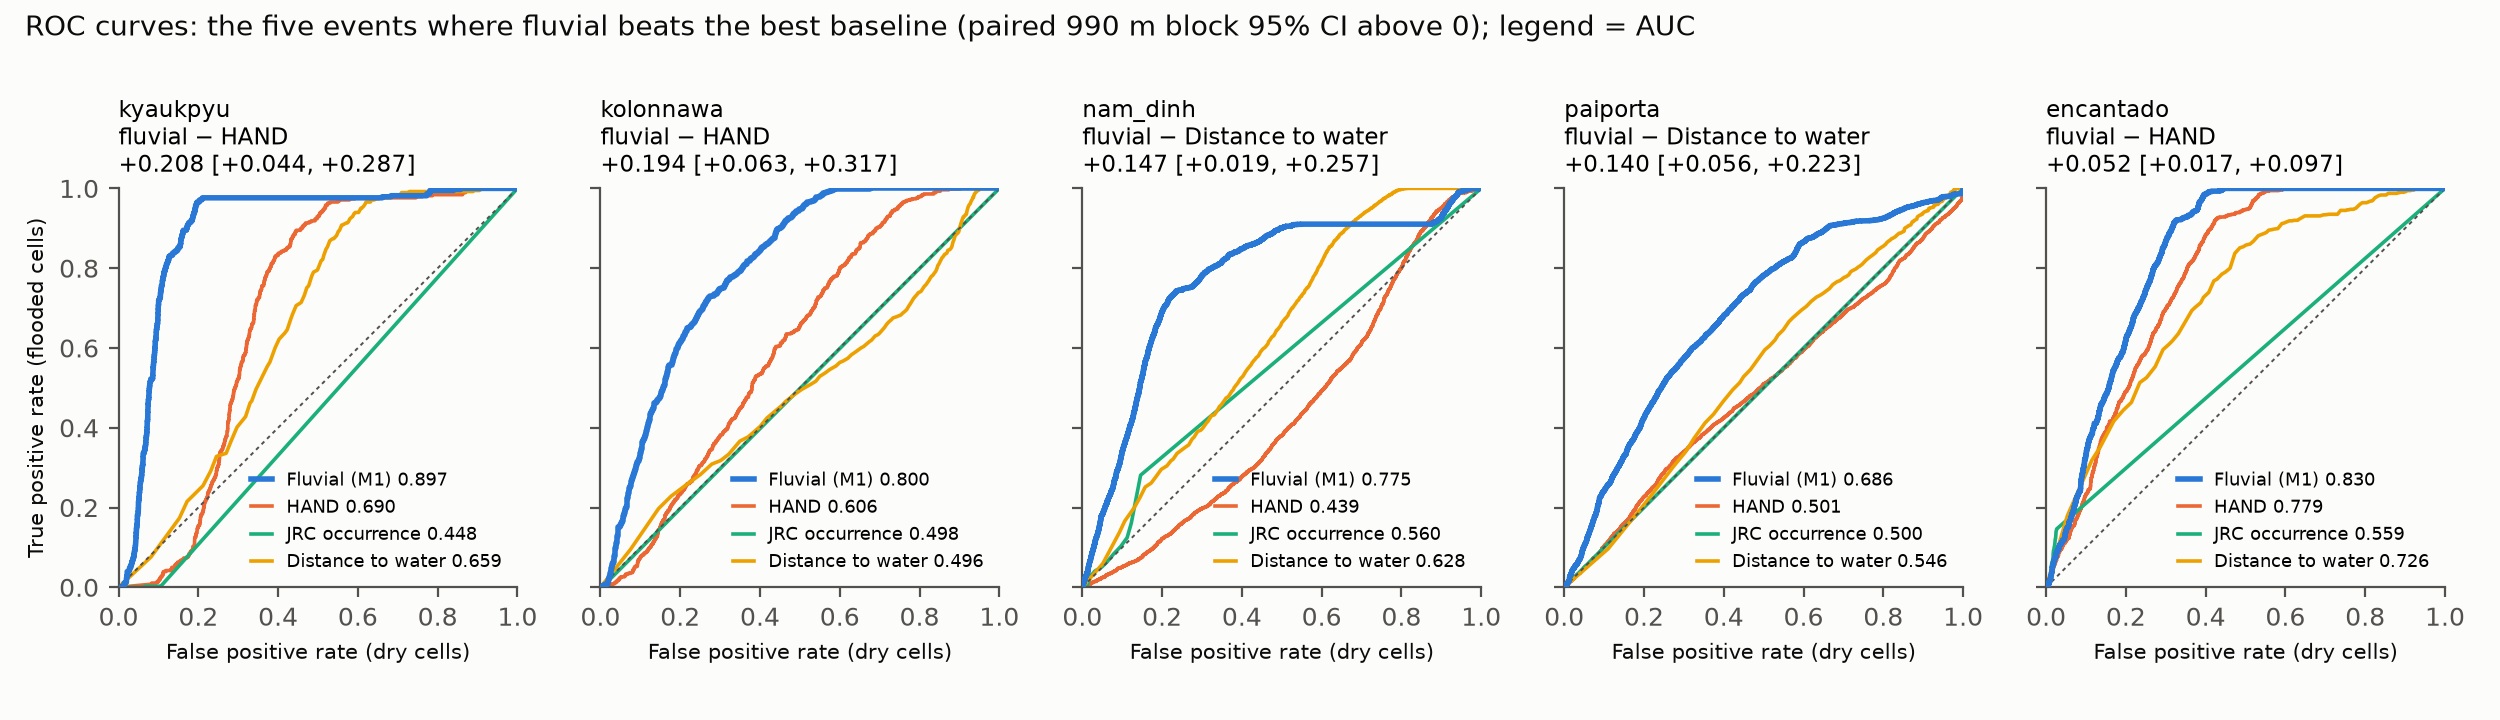 ROC curves: the five events where fluvial beats the best baseline (paired 990 m block 95% CI above 0); legend = AUC
kyaukpyu
fluvial − HAND
+0.208 [+0.044, +0.287]
True positive rate (flooded cells)
1.0
0.8
0.6
0.4
0.2
0.0
Fluvial (M1) 0.897
HAND 0.690
JRC occurrence 0.448
Distance to water 0.659
0.0 0.2 0.4 0.6 0.8 1.0
False positive rate (dry cells)
kolonnawa
fluvial − HAND
+0.194 [+0.063, +0.317]
Fluvial (M1) 0.800
HAND 0.606
JRC occurrence 0.498
Distance to water 0.496
0.0 0.2 0.4 0.6 0.8 1.0
False positive rate (dry cells)
nam_dinh
fluvial − Distance to water
+0.147 [+0.019, +0.257]
Fluvial (M1) 0.775
HAND 0.439
JRC occurrence 0.560
Distance to water 0.628
0.0 0.2 0.4 0.6 0.8 1.0
False positive rate (dry cells)
paiporta
fluvial − Distance to water
+0.140 [+0.056, +0.223]
Fluvial (M1) 0.686
HAND 0.501
JRC occurrence 0.500
Distance to water 0.546
0.0 0.2 0.4 0.6 0.8 1.0
False positive rate (dry cells)
encantado
fluvial − HAND
+0.052 [+0.017, +0.097]
Fluvial (M1) 0.830
HAND 0.779
JRC occurrence 0.559
Distance to water 0.726
0.0 0.2 0.4 0.6 0.8 1.0
False positive rate (dry cells)